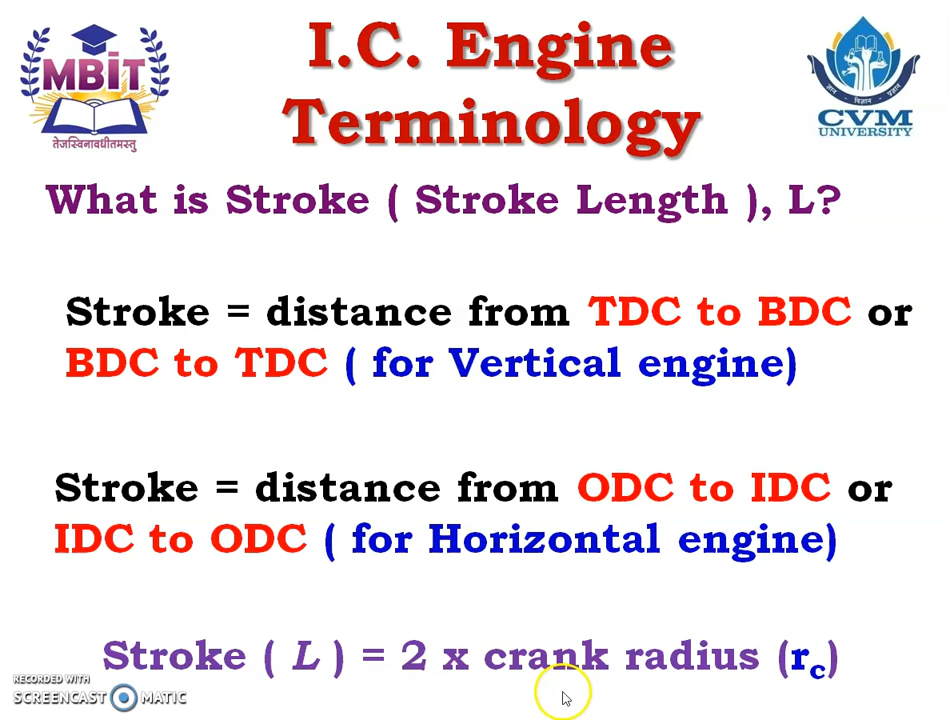 I.C. Engine
Terminology
MBiT
तेजस्विनावधीतमस्तु
ज्ञान - विज्ञान - प्रज्ञान
CVM
UNIVERSITY
What is Stroke ( Stroke Length ), L?
Stroke = distance from TDC to BDC or
BDC to TDC ( for Vertical engine)
Stroke = distance from ODC to IDC or
IDC to ODC ( for Horizontal engine)
Stroke ( L ) = 2 x crank radius (rc)
RECORDED WITH
SCREENCAST MATIC